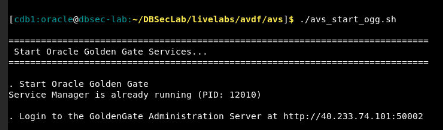 [cdb1:oracle@dbsec-lab:~/DBSecLab/livelabs/avdf/avs]$ ./avs_start_ogg.sh
==============================================================================
Start Oracle Golden Gate Services...
==============================================================================
. Start Oracle Golden Gate
Service Manager is already running (PID: 12010)
. Login to the GoldenGate Administration Server at http://40.233.74.101:50002